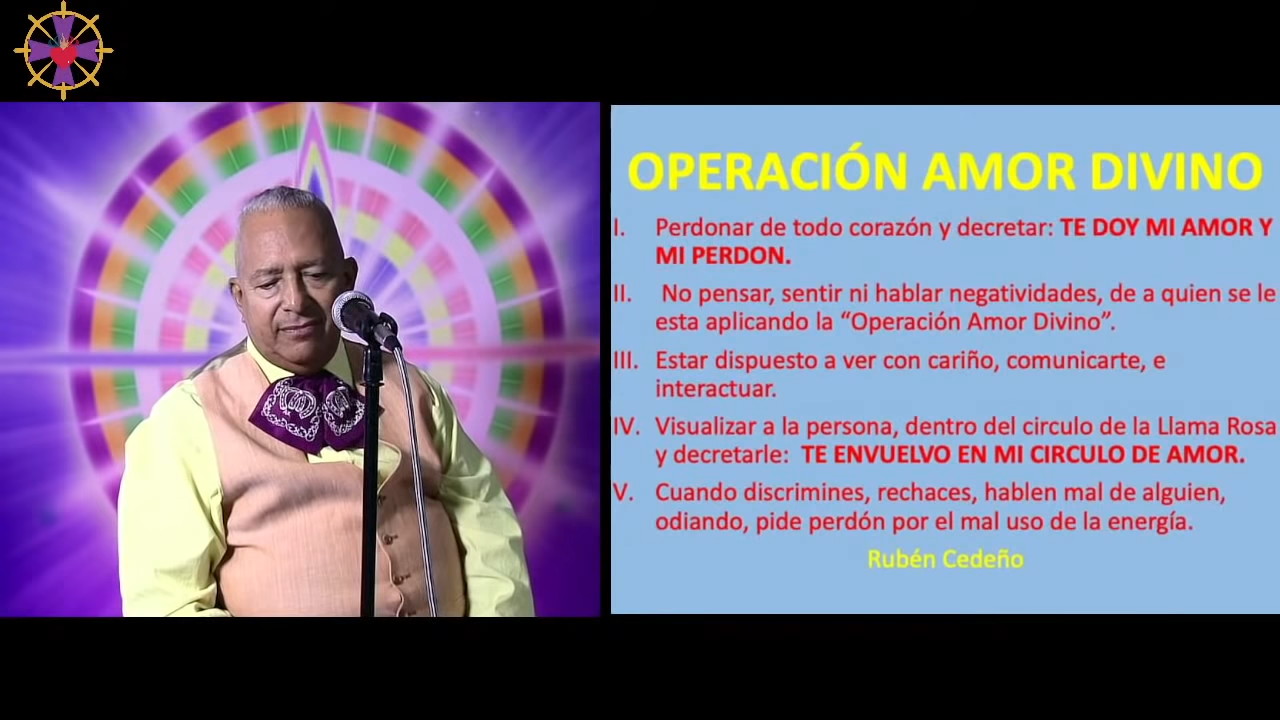 OPERACIÓN AMOR DIVINO
I. Perdonar de todo corazón y decretar: TE DOY MI AMOR Y
MI PERDON.
II. No pensar, sentir ni hablar negatividades, de a quien se le
esta aplicando la “Operación Amor Divino”.
III. Estar dispuesto a ver con cariño, comunicarte, e
interactuar.
IV. Visualizar a la persona, dentro del circulo de la Llama Rosa
y decretarle: TE ENVUELVO EN MI CIRCULO DE AMOR.
V. Cuando discrimines, rechaces, hablen mal de alguien,
odiando, pide perdón por el mal uso de la energía.
Rubén Cedeño